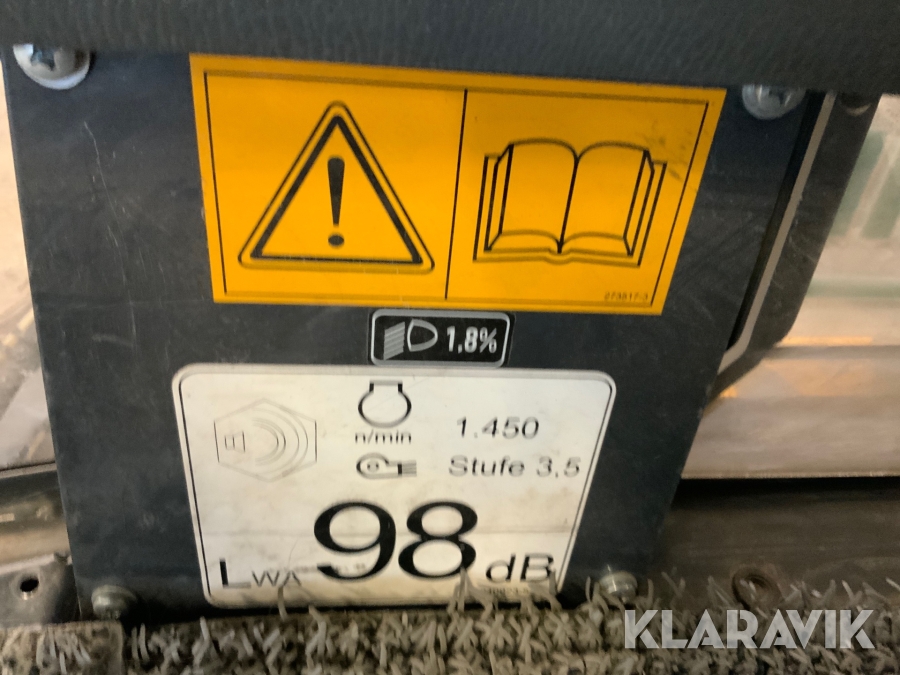 273817-3
1,8%
n/min 1.450
Stufe 3,5
LWA 98 dB
KLARAVIK